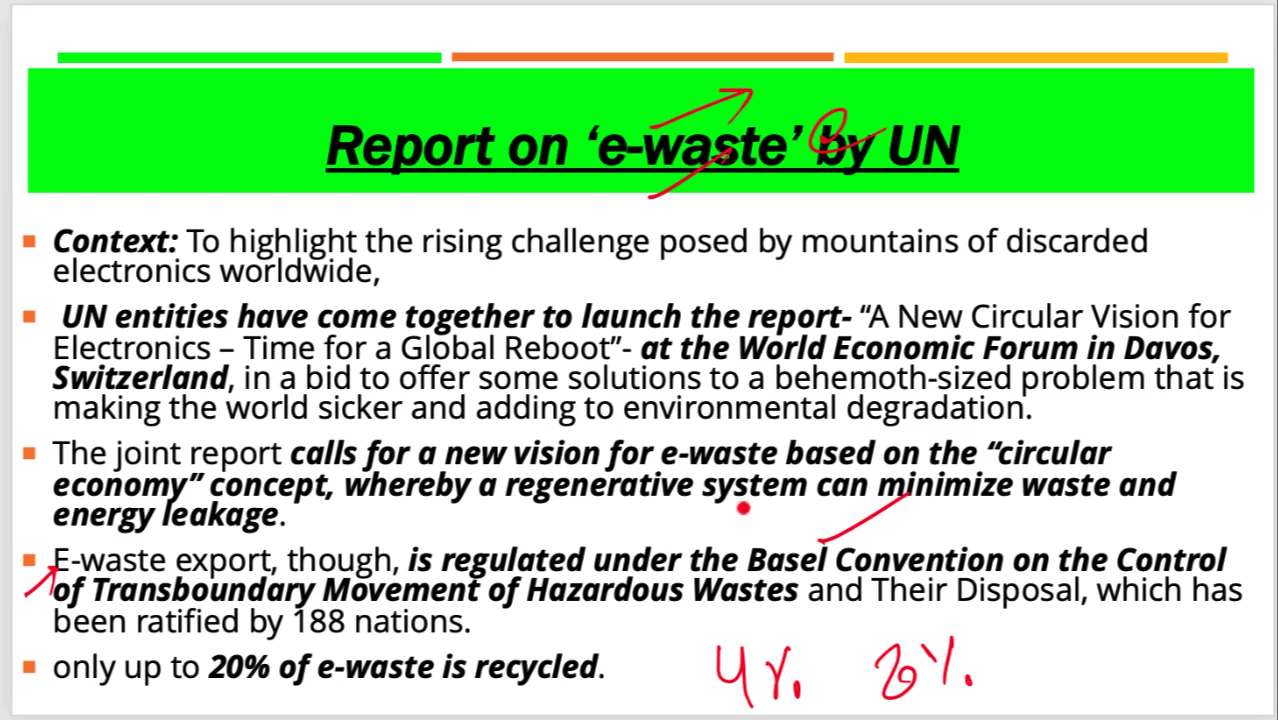 Report on ‘e-waste’ by UN
Context: To highlight the rising challenge posed by mountains of discarded
electronics worldwide,
UN entities have come together to launch the report- “A New Circular Vision for
Electronics – Time for a Global Reboot”- at the World Economic Forum in Davos,
Switzerland, in a bid to offer some solutions to a behemoth-sized problem that is
making the world sicker and adding to environmental degradation.
The joint report calls for a new vision for e-waste based on the “circular
economy” concept, whereby a regenerative system can minimize waste and
energy leakage.
E-waste export, though, is regulated under the Basel Convention on the Control
of Transboundary Movement of Hazardous Wastes and Their Disposal, which has
been ratified by 188 nations.
only up to 20% of e-waste is recycled.
4%.